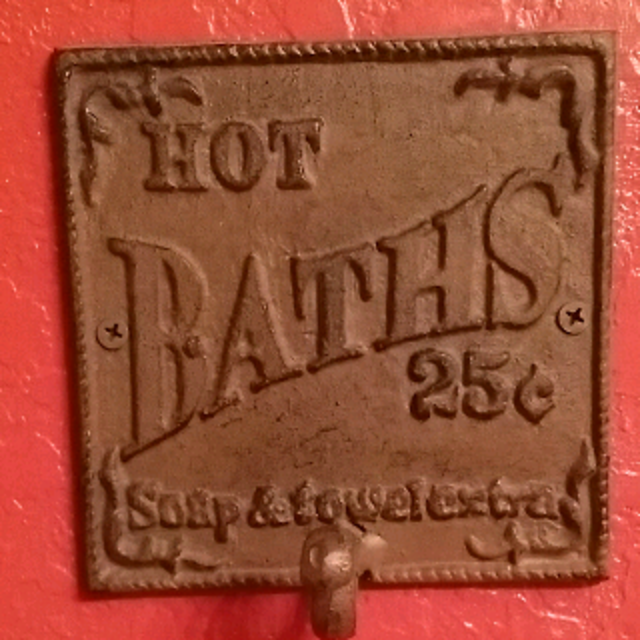 HOT
BATHS
25¢
Soap & towel extra